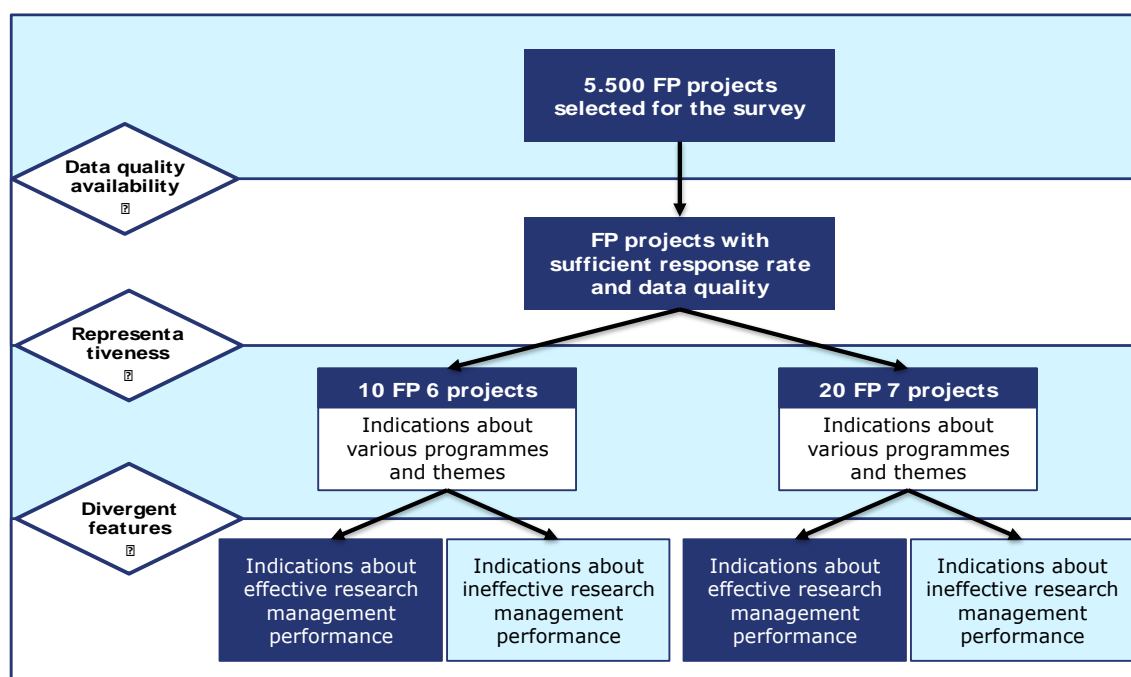 5.500 FP projects
selected for the survey
Data quality
availability
FP projects with
sufficient response rate
and data quality
Representa
tiveness
10 FP 6 projects
Indications about
various programmes
and themes
20 FP 7 projects
Indications about
various programmes
and themes
Divergent
features
Indications about
effective research
management
performance
Indications about
ineffective research
management
performance
Indications about
effective research
management
performance
Indications about
ineffective research
management
performance